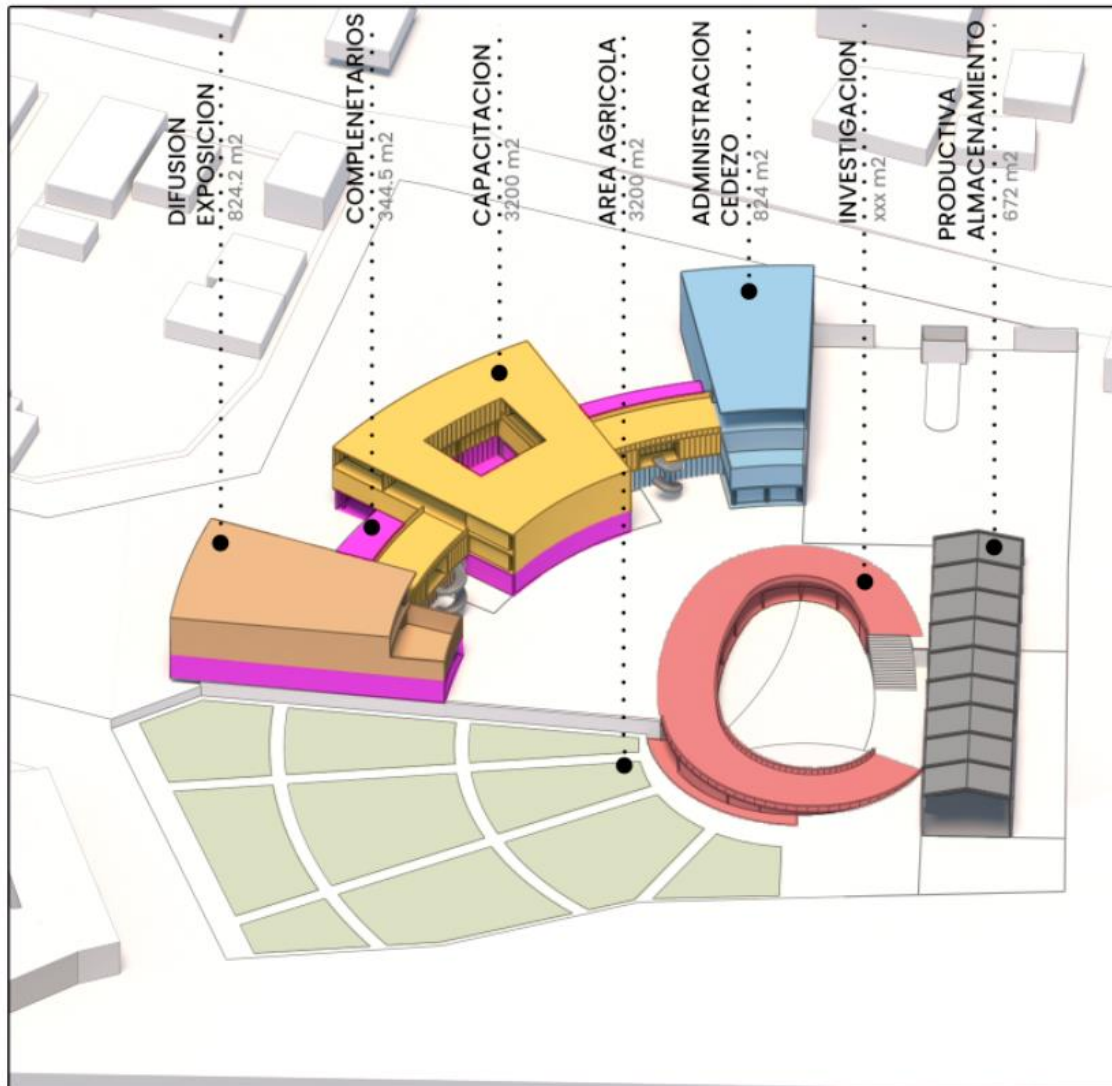 DIFUSION
EXPOSICION
824.2 m2
COMPLENETARIOS
344.5 m2
CAPACITACION
3200 m2
AREA AGRICOLA
3200 m2
ADMINISTRACION
CEDEZO
824 m2
INVESTIGACION
xxx m2
PRODUCTIVA
ALMACENAMIENTO
672 m2